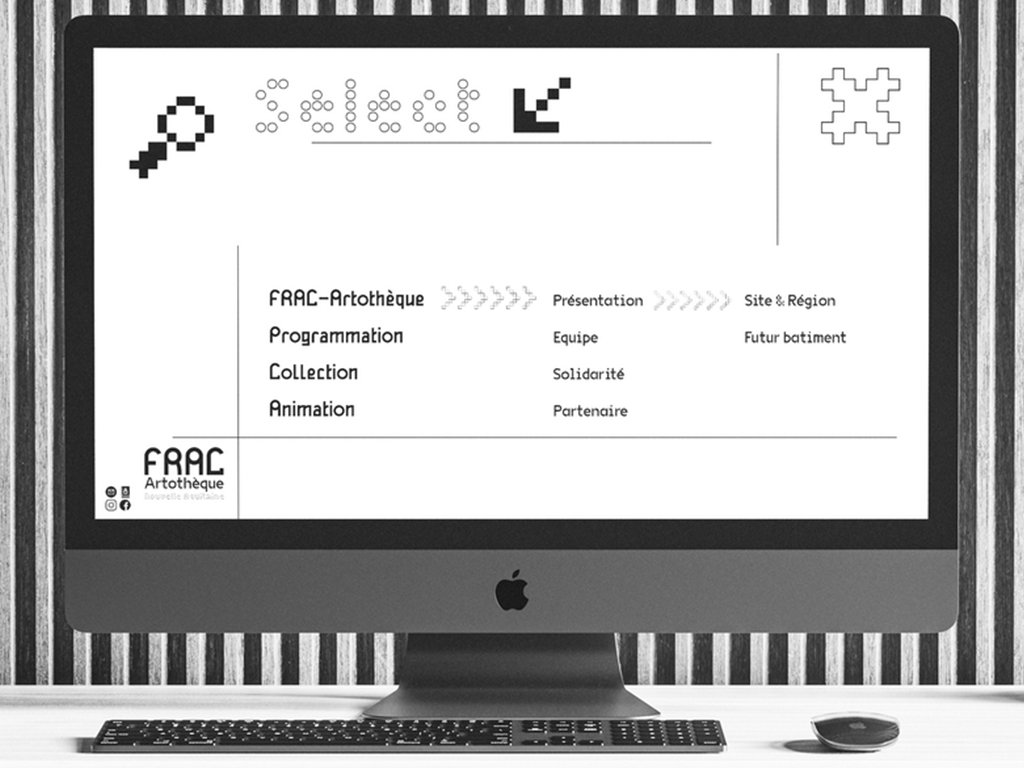 Select
FRAC-Artothèque Présentation Site & Région
Programmation Equipe Futur batiment
Collection Solidarité
Animation Partenaire
FRAC
Artothèque
Nouvelle Aquitaine